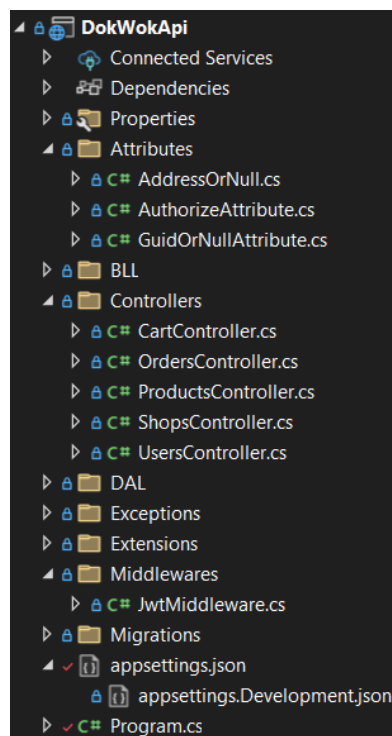 DokWokApi
Connected Services
Dependencies
Properties
Attributes
C# AddressOrNull.cs
C# AuthorizeAttribute.cs
C# GuidOrNullAttribute.cs
BLL
Controllers
C# CartController.cs
C# OrdersController.cs
C# ProductsController.cs
C# ShopsController.cs
C# UsersController.cs
DAL
Exceptions
Extensions
Middlewares
C# JwtMiddleware.cs
Migrations
appsettings.json
appsettings.Development.json
C# Program.cs